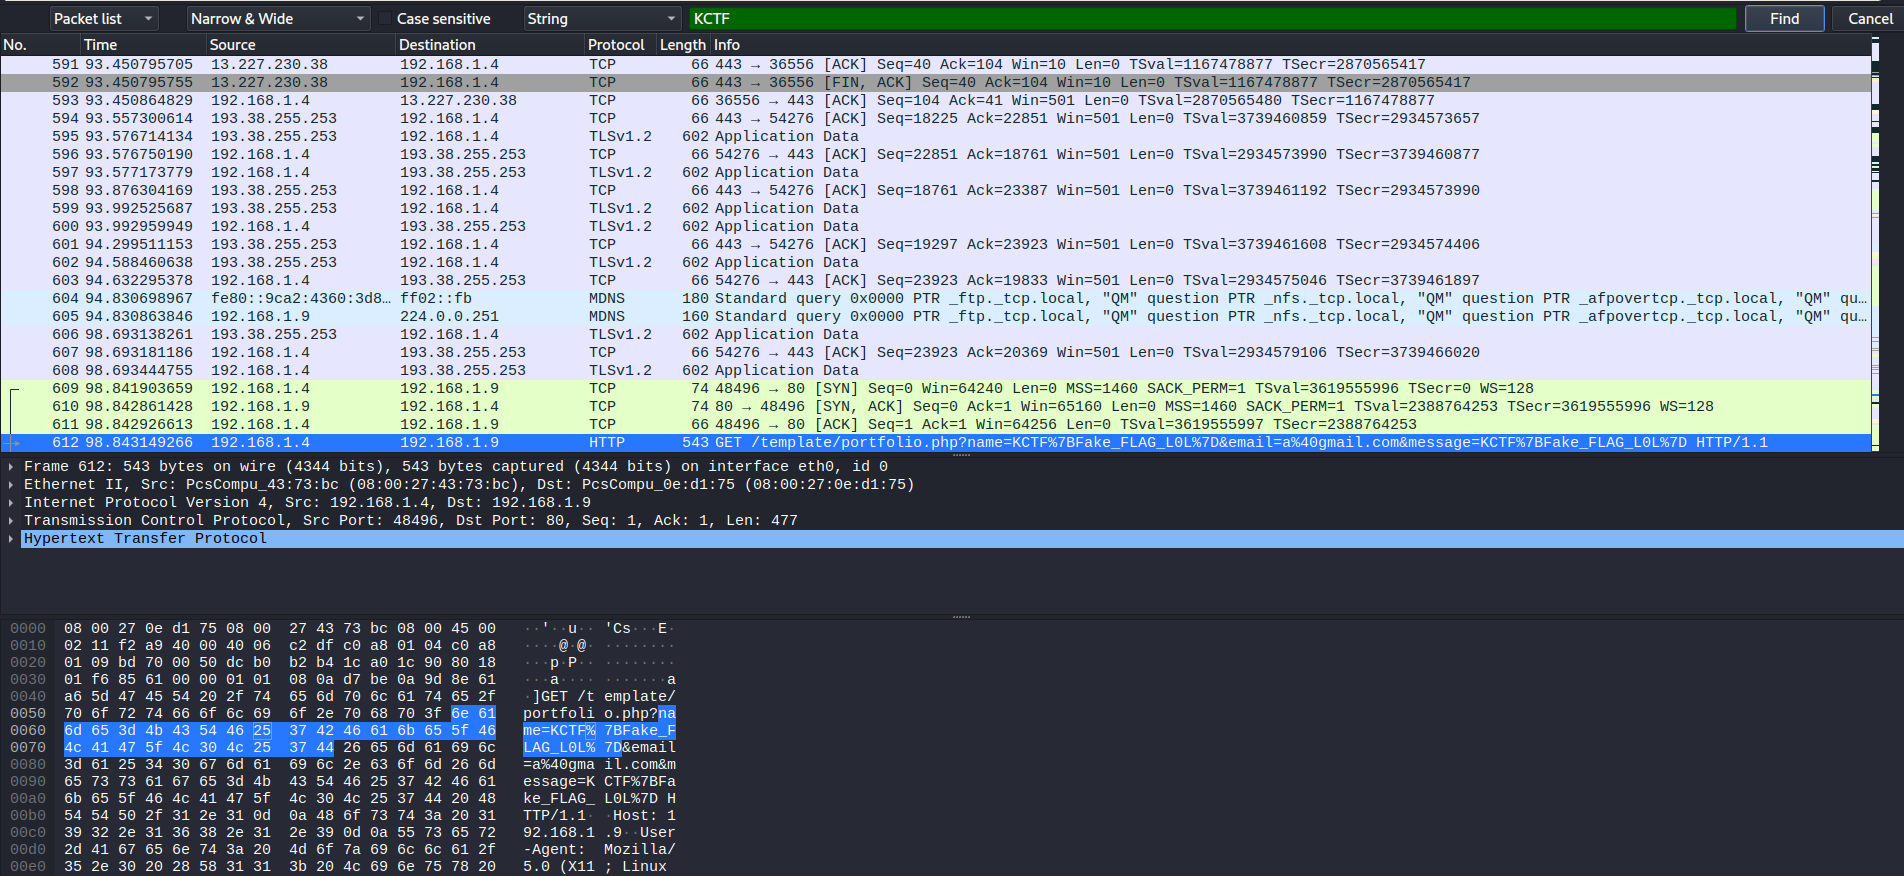 Packet list Narrow & Wide Case sensitive String KCTF Find Cancel
No. Time Source Destination Protocol Length Info
591 93.450795705 13.227.230.38 192.168.1.4 TCP 66 443 → 36556 [ACK] Seq=40 Ack=104 Win=10 Len=0 TSval=1167478877 TSecr=2870565417
592 93.450795755 13.227.230.38 192.168.1.4 TCP 66 443 → 36556 [FIN, ACK] Seq=40 Ack=104 Win=10 Len=0 TSval=1167478877 TSecr=2870565417
593 93.450864829 192.168.1.4 13.227.230.38 TCP 66 36556 → 443 [ACK] Seq=104 Ack=41 Win=501 Len=0 TSval=2870565480 TSecr=1167478877
594 93.557300614 193.38.255.253 192.168.1.4 TCP 66 443 → 54276 [ACK] Seq=18225 Ack=22851 Win=501 Len=0 TSval=3739460859 TSecr=2934573657
595 93.576714134 193.38.255.253 192.168.1.4 TLSv1.2 602 Application Data
596 93.576750190 192.168.1.4 193.38.255.253 TCP 66 54276 → 443 [ACK] Seq=22851 Ack=18761 Win=501 Len=0 TSval=2934573990 TSecr=3739460877
597 93.577173779 192.168.1.4 193.38.255.253 TLSv1.2 602 Application Data
598 93.876304169 193.38.255.253 192.168.1.4 TCP 66 443 → 54276 [ACK] Seq=18761 Ack=23387 Win=501 Len=0 TSval=3739461192 TSecr=2934573990
599 93.992525687 193.38.255.253 192.168.1.4 TLSv1.2 602 Application Data
600 93.992959949 192.168.1.4 193.38.255.253 TLSv1.2 602 Application Data
601 94.299511153 193.38.255.253 192.168.1.4 TCP 66 443 → 54276 [ACK] Seq=19297 Ack=23923 Win=501 Len=0 TSval=3739461608 TSecr=2934574406
602 94.588460638 193.38.255.253 192.168.1.4 TLSv1.2 602 Application Data
603 94.632295378 192.168.1.4 193.38.255.253 TCP 66 54276 → 443 [ACK] Seq=23923 Ack=19833 Win=501 Len=0 TSval=2934575046 TSecr=3739461897
604 94.830698967 fe80::9ca2:4360:3d8… ff02::fb MDNS 180 Standard query 0x0000 PTR _ftp._tcp.local, "QM" question PTR _nfs._tcp.local, "QM" question PTR _afpovertcp._tcp.local, "QM" qu…
605 94.830863846 192.168.1.9 224.0.0.251 MDNS 160 Standard query 0x0000 PTR _ftp._tcp.local, "QM" question PTR _nfs._tcp.local, "QM" question PTR _afpovertcp._tcp.local, "QM" qu…
606 98.693138261 193.38.255.253 192.168.1.4 TLSv1.2 602 Application Data
607 98.693181186 192.168.1.4 193.38.255.253 TCP 66 54276 → 443 [ACK] Seq=23923 Ack=20369 Win=501 Len=0 TSval=2934579106 TSecr=3739466020
608 98.693444755 192.168.1.4 193.38.255.253 TLSv1.2 602 Application Data
609 98.841903659 192.168.1.4 192.168.1.9 TCP 74 48496 → 80 [SYN] Seq=0 Win=64240 Len=0 MSS=1460 SACK_PERM=1 TSval=3619555996 TSecr=0 WS=128
610 98.842861428 192.168.1.9 192.168.1.4 TCP 74 80 → 48496 [SYN, ACK] Seq=0 Ack=1 Win=65160 Len=0 MSS=1460 SACK_PERM=1 TSval=2388764253 TSecr=3619555996 WS=128
611 98.842926613 192.168.1.4 192.168.1.9 TCP 66 48496 → 80 [ACK] Seq=1 Ack=1 Win=64256 Len=0 TSval=3619555997 TSecr=2388764253
612 98.843149266 192.168.1.4 192.168.1.9 HTTP 543 GET /template/portfolio.php?name=KCTF%7BFake_FLAG_L0L%7D&email=a%40gmail.com&message=KCTF%7BFake_FLAG_L0L%7D HTTP/1.1
Frame 612: 543 bytes on wire (4344 bits), 543 bytes captured (4344 bits) on interface eth0, id 0
Ethernet II, Src: PcsCompu_43:73:bc (08:00:27:43:73:bc), Dst: PcsCompu_0e:d1:75 (08:00:27:0e:d1:75)
Internet Protocol Version 4, Src: 192.168.1.4, Dst: 192.168.1.9
Transmission Control Protocol, Src Port: 48496, Dst Port: 80, Seq: 1, Ack: 1, Len: 477
Hypertext Transfer Protocol
0000 08 00 27 0e d1 75 08 00 27 43 73 bc 08 00 45 00 ··'··u·· 'Cs···E·
0010 02 11 f2 a9 40 00 40 06 c2 df c0 a8 01 04 c0 a8 ····@·@· ········
0020 01 09 bd 70 00 50 dc b0 b2 b4 1c a0 1c 90 80 18 ···p·P·· ········
0030 01 f6 85 61 00 00 01 01 08 0a d7 be 0a 9d 8e 61 ···a···· ·······a
0040 a6 5d 47 45 54 20 2f 74 65 6d 70 6c 61 74 65 2f ·]GET /t emplate/
0050 70 6f 72 74 66 6f 6c 69 6f 2e 70 68 70 3f 6e 61 portfoli o.php?na
0060 6d 65 3d 4b 43 54 46 25 37 42 46 61 6b 65 5f 46 me=KCTF% 7BFake_F
0070 4c 41 47 5f 4c 30 4c 25 37 44 26 65 6d 61 69 6c LAG_L0L% 7D&email
0080 3d 61 25 34 30 67 6d 61 69 6c 2e 63 6f 6d 26 6d =a%40gma il.com&m
0090 65 73 73 61 67 65 3d 4b 43 54 46 25 37 42 46 61 essage=K CTF%7BFa
00a0 6b 65 5f 46 4c 41 47 5f 4c 30 4c 25 37 44 20 48 ke_FLAG_ L0L%7D H
00b0 54 54 50 2f 31 2e 31 0d 0a 48 6f 73 74 3a 20 31 TTP/1.1· ·Host: 1
00c0 39 32 2e 31 36 38 2e 31 2e 39 0d 0a 55 73 65 72 92.168.1 .9··User
00d0 2d 41 67 65 6e 74 3a 20 4d 6f 7a 69 6c 6c 61 2f -Agent: Mozilla/
00e0 35 2e 30 20 28 58 31 31 3b 20 4c 69 6e 75 78 20 5.0 (X11 ; Linux